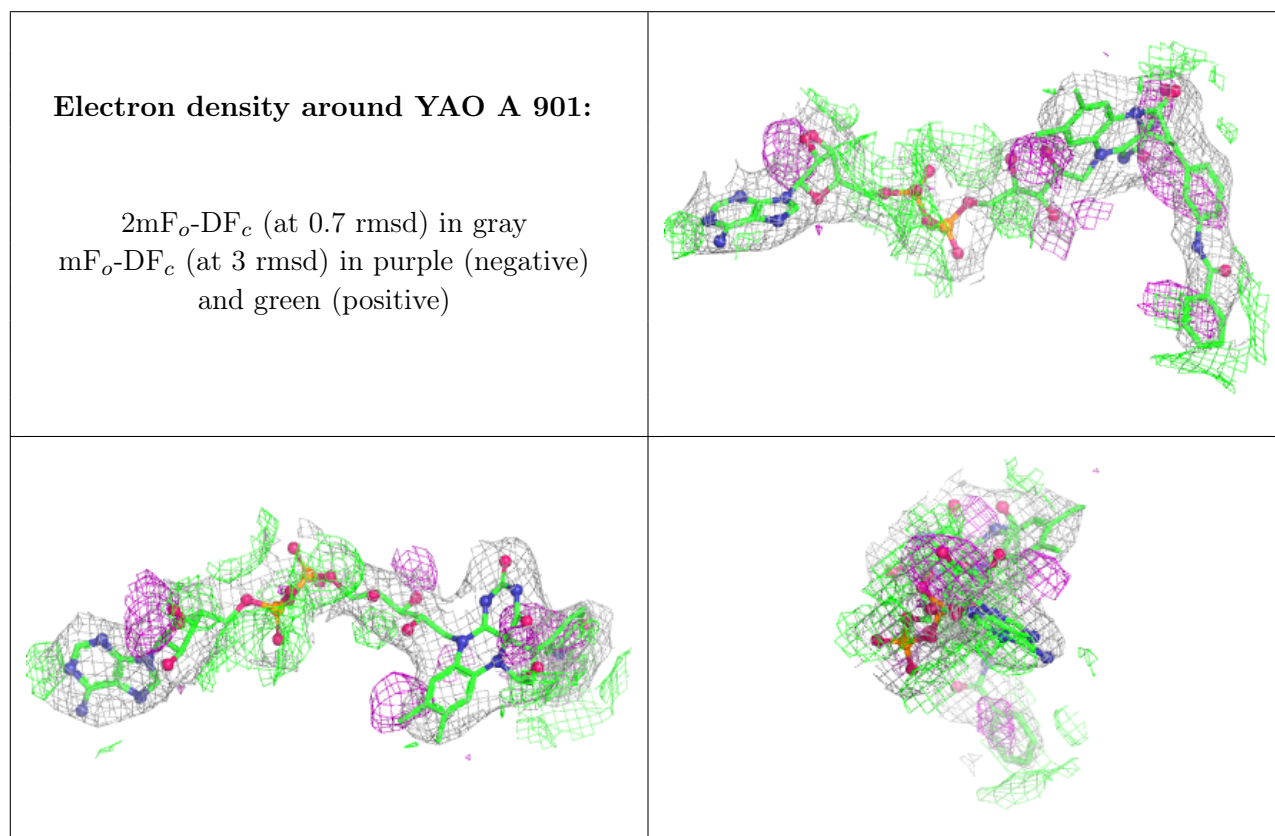 Electron density around YAO A 901:
2mFo-DFc (at 0.7 rmsd) in gray
mFo-DFc (at 3 rmsd) in purple (negative)
and green (positive)